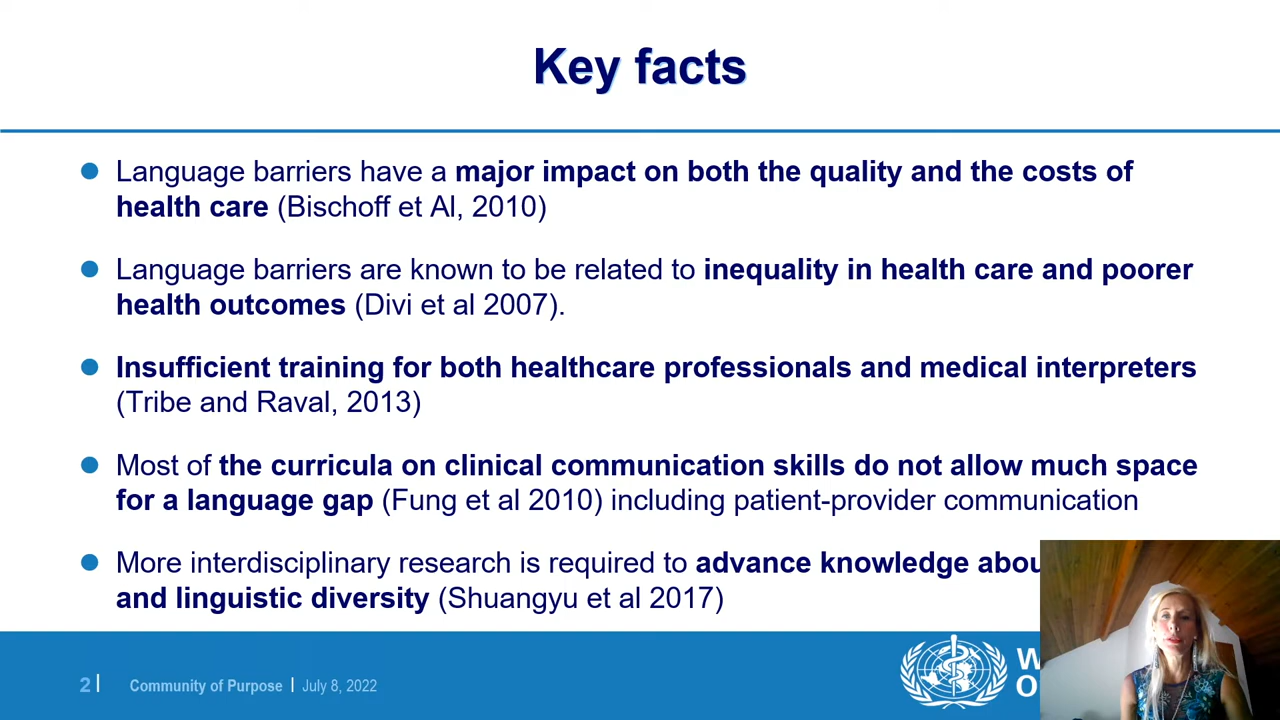 Key facts
Language barriers have a major impact on both the quality and the costs of
health care (Bischoff et Al, 2010)
Language barriers are known to be related to inequality in health care and poorer
health outcomes (Divi et al 2007).
Insufficient training for both healthcare professionals and medical interpreters
(Tribe and Raval, 2013)
Most of the curricula on clinical communication skills do not allow much space
for a language gap (Fung et al 2010) including patient-provider communication
More interdisciplinary research is required to advance knowledge
and linguistic diversity (Shuangyu et al 2017)
2 | Community of Purpose | July 8, 2022